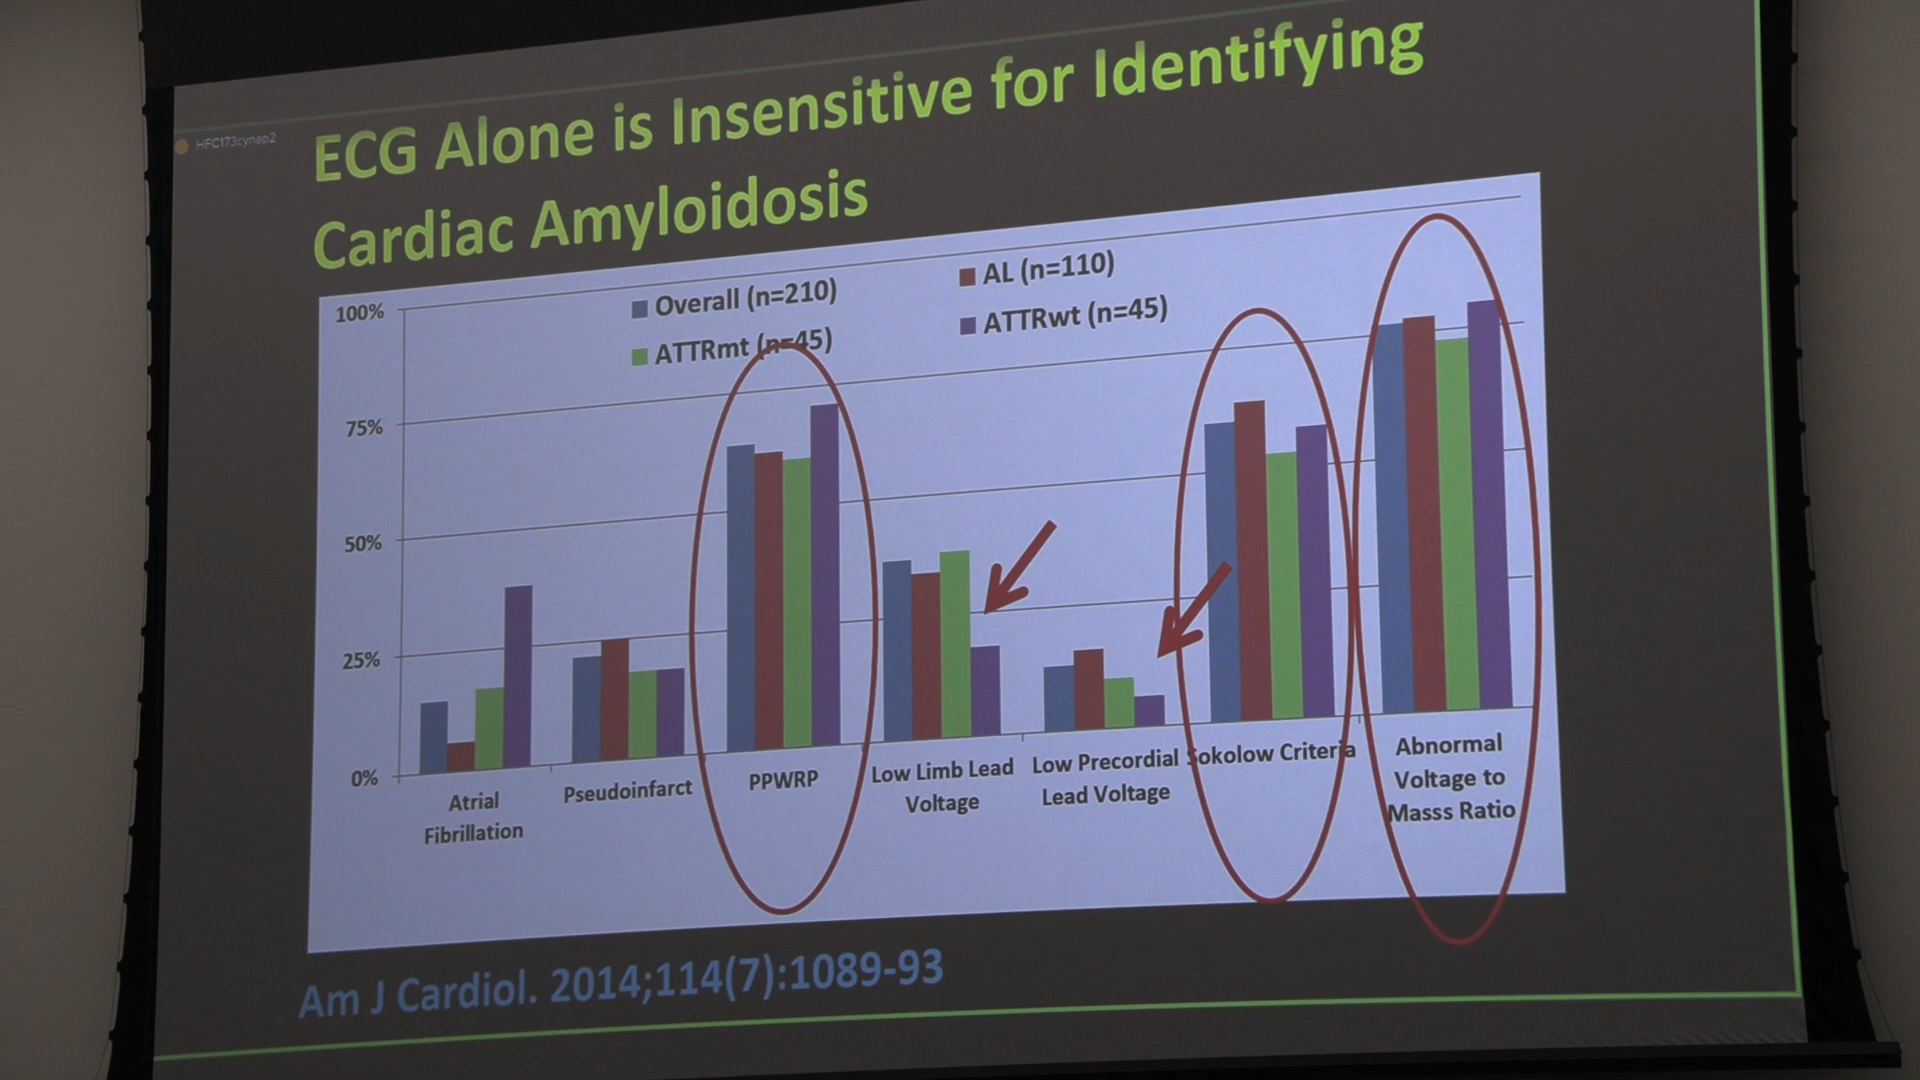 HFC173cynap2
ECG Alone is Insensitive for Identifying
Cardiac Amyloidosis
Overall (n=210)
AL (n=110)
ATTRmt (n=45)
ATTRwt (n=45)
100%
75%
50%
25%
0%
Atrial
Fibrillation
Pseudoinfarct
PPWRP
Low Limb Lead
Voltage
Low Precordial
Lead Voltage
Sokolow Criteria
Abnormal
Voltage to
Masss Ratio
Am J Cardiol. 2014;114(7):1089-93